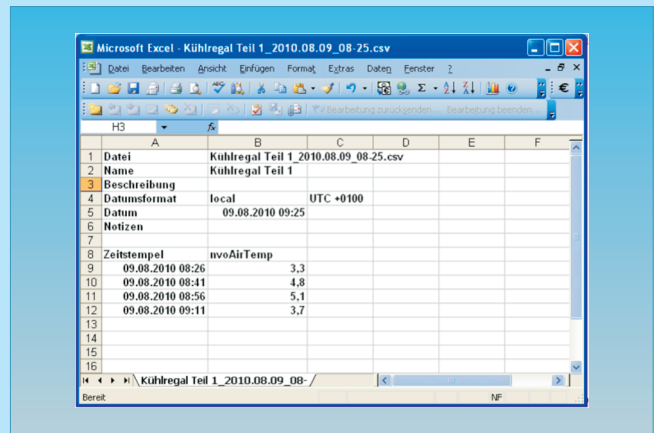 Microsoft Excel - Kühlregal Teil 1_2010.08.09_08-25.csv
Datei Bearbeiten Ansicht Einfügen Format Extras Daten Fenster ?
Bearbeitung zurücksenden... Bearbeitung beenden...
H3 fx
A B C D E F
1 Datei Kühlregal Teil 1_2010.08.09_08-25.csv
2 Name Kühlregal Teil 1
3 Beschreibung
4 Datumsformat local UTC +0100
5 Datum 09.08.2010 09:25
6 Notizen
7
8 Zeitstempel nvoAirTemp
9 09.08.2010 08:26 3,3
10 09.08.2010 08:41 4,8
11 09.08.2010 08:56 5,1
12 09.08.2010 09:11 3,7
13
14
15
16
Kühlregal Teil 1_2010.08.09_08-
Bereit NF